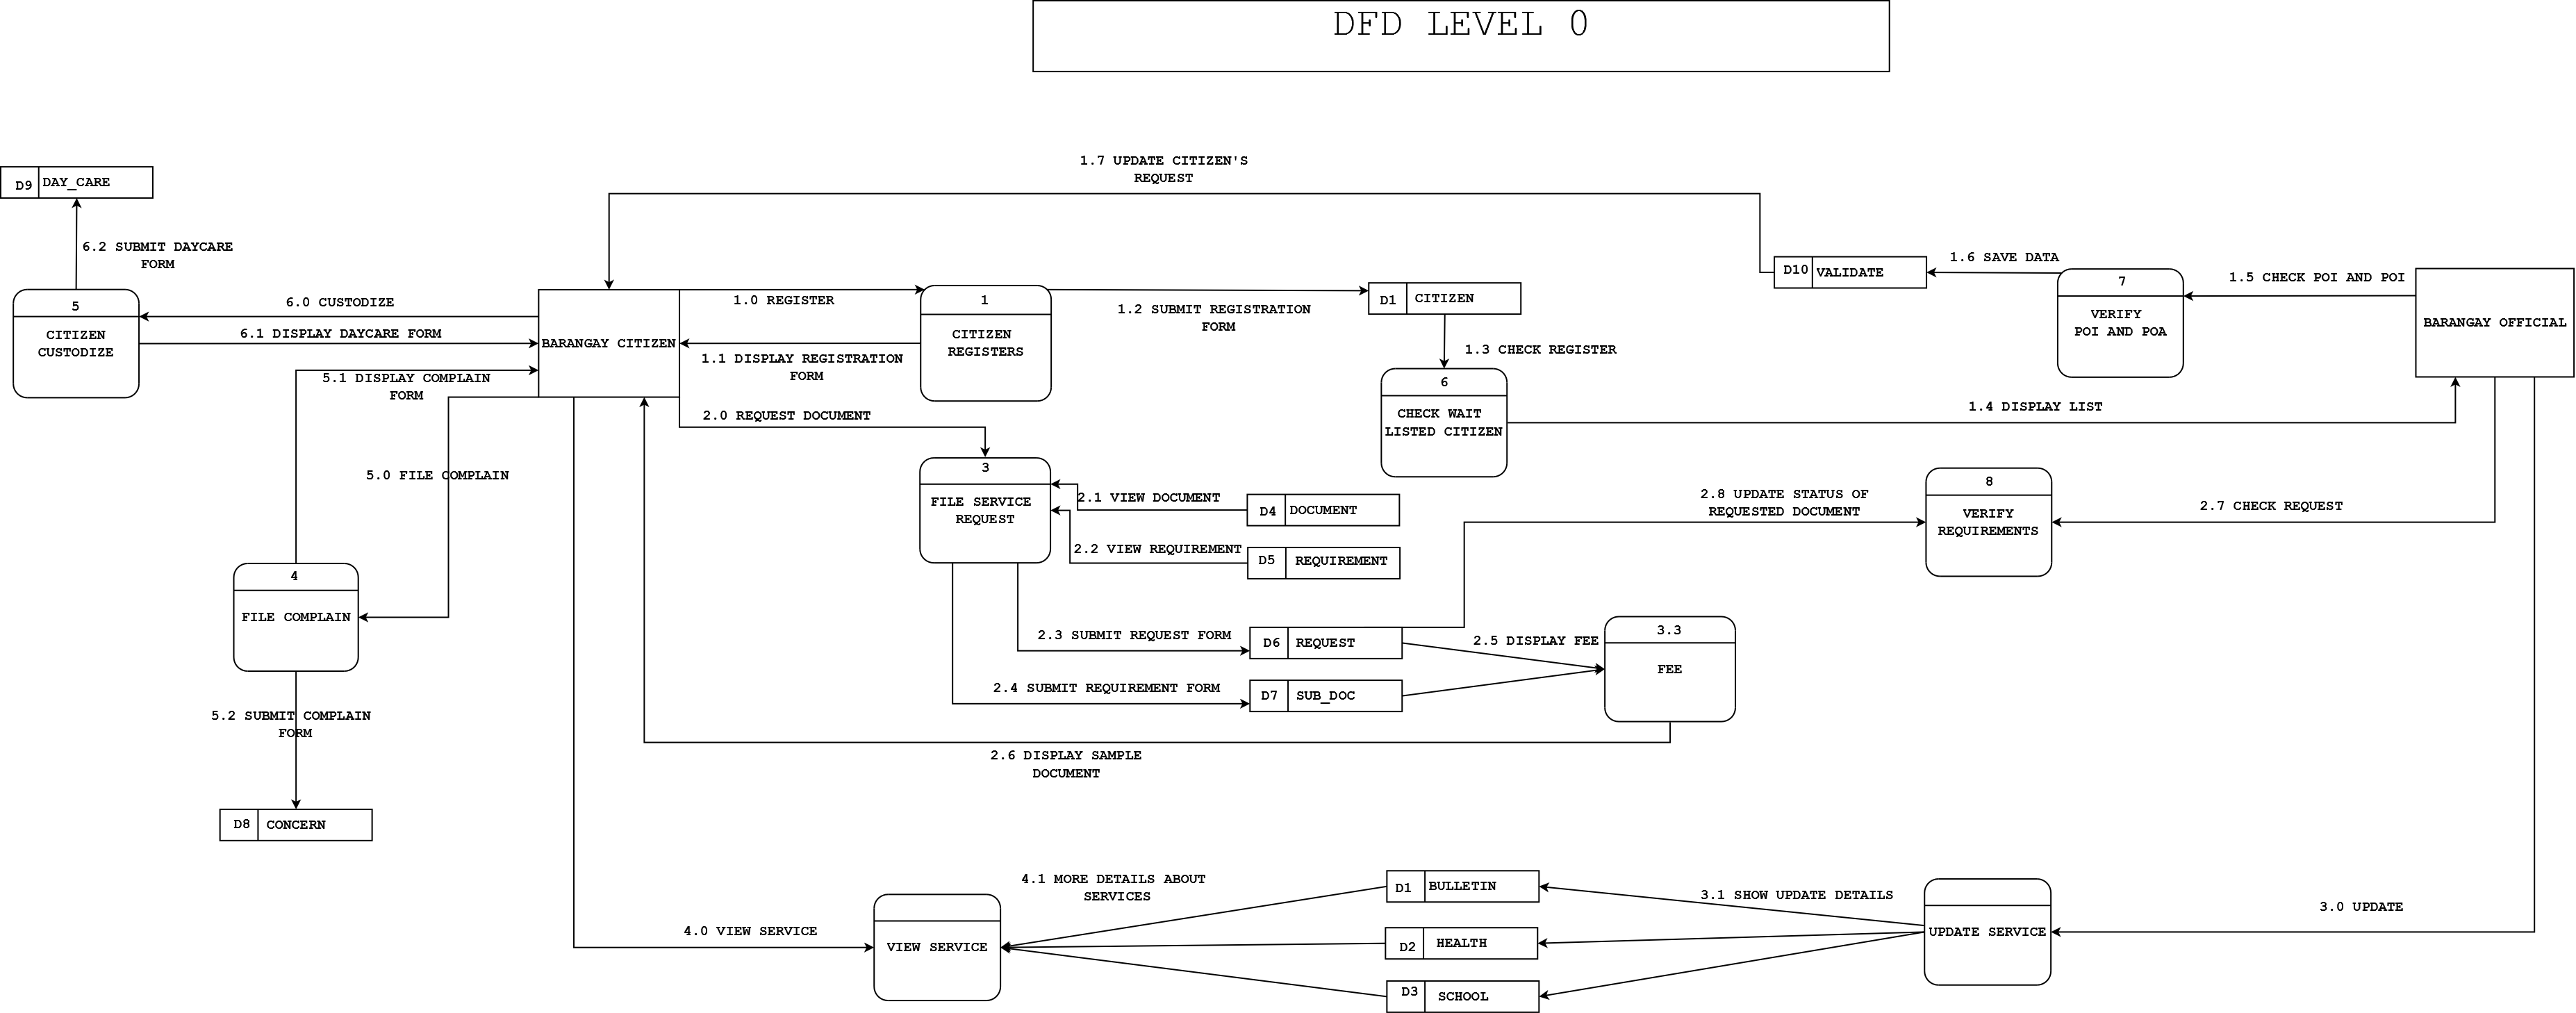 DFD LEVEL 0
1.7 UPDATE CITIZEN'S
REQUEST
D9 DAY_CARE
6.2 SUBMIT DAYCARE
FORM
5
CITIZEN
CUSTODIZE
6.0 CUSTODIZE
6.1 DISPLAY DAYCARE FORM
BARANGAY CITIZEN
1.0 REGISTER
1.1 DISPLAY REGISTRATION
FORM
1
CITIZEN
REGISTERS
1.2 SUBMIT REGISTRATION
FORM
D1 CITIZEN
1.3 CHECK REGISTER
6
CHECK WAIT
LISTED CITIZEN
1.4 DISPLAY LIST
D10 VALIDATE
1.6 SAVE DATA
7
VERIFY
POI AND POA
1.5 CHECK POI AND POI
BARANGAY OFFICIAL
5.1 DISPLAY COMPLAIN
FORM
5.0 FILE COMPLAIN
4
FILE COMPLAIN
5.2 SUBMIT COMPLAIN
FORM
D8 CONCERN
2.0 REQUEST DOCUMENT
3
FILE SERVICE
REQUEST
2.1 VIEW DOCUMENT
D4 DOCUMENT
2.2 VIEW REQUIREMENT
D5 REQUIREMENT
2.3 SUBMIT REQUEST FORM
D6 REQUEST
2.4 SUBMIT REQUIREMENT FORM
D7 SUB_DOC
2.5 DISPLAY FEE
3.3
FEE
2.6 DISPLAY SAMPLE
DOCUMENT
2.8 UPDATE STATUS OF
REQUESTED DOCUMENT
8
VERIFY
REQUIREMENTS
2.7 CHECK REQUEST
4.0 VIEW SERVICE
VIEW SERVICE
4.1 MORE DETAILS ABOUT
SERVICES
D1 BULLETIN
D2 HEALTH
D3 SCHOOL
3.1 SHOW UPDATE DETAILS
UPDATE SERVICE
3.0 UPDATE